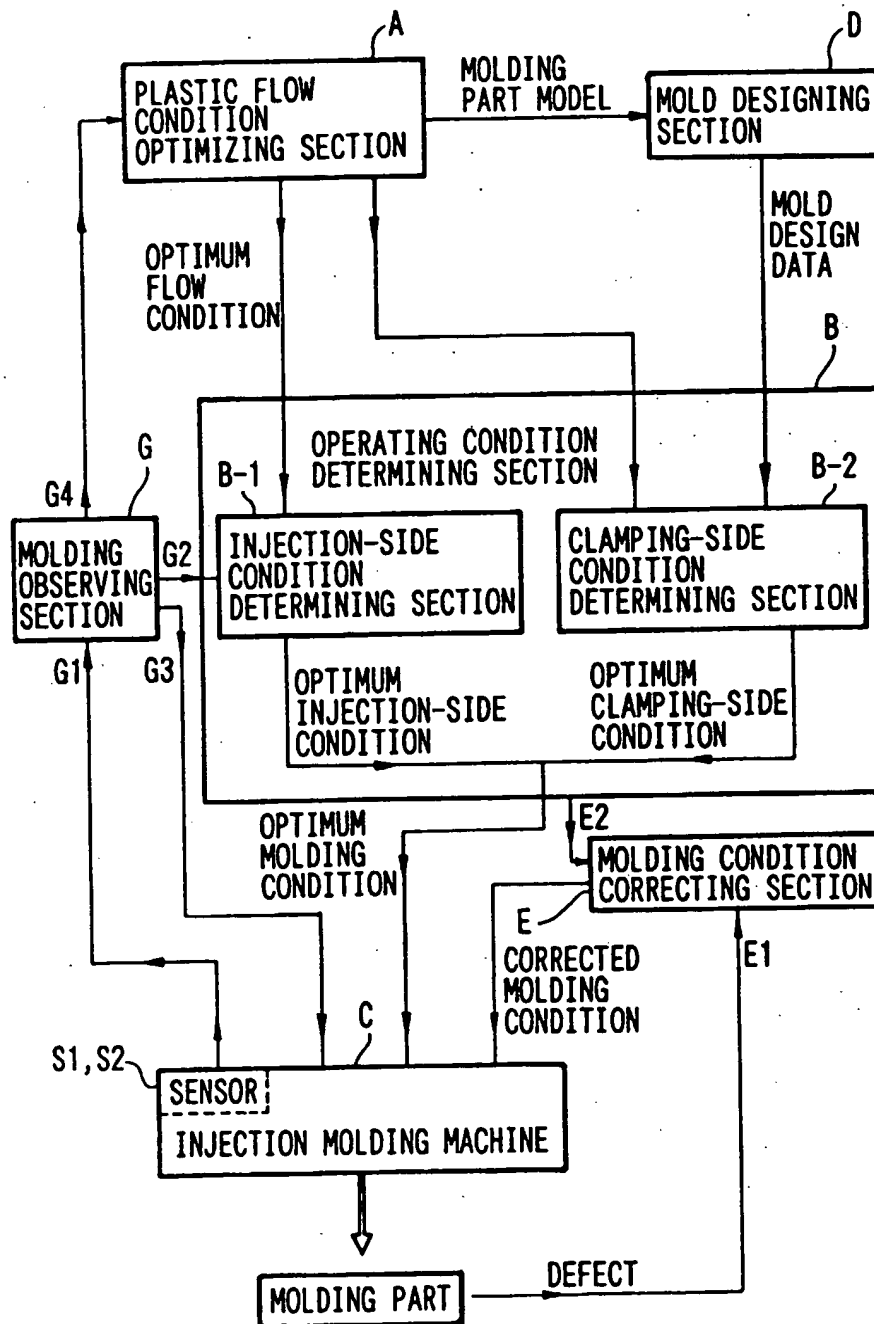 A
D
PLASTIC FLOW
CONDITION
OPTIMIZING SECTION
MOLDING
PART MODEL
MOLD DESIGNING
SECTION
OPTIMUM
FLOW
CONDITION
MOLD
DESIGN
DATA
B
OPERATING CONDITION
DETERMINING SECTION
G
G4
B-1
B-2
MOLDING
OBSERVING
SECTION
G2
INJECTION-SIDE
CONDITION
DETERMINING SECTION
CLAMPING-SIDE
CONDITION
DETERMINING SECTION
G1
G3
OPTIMUM
INJECTION-SIDE
CONDITION
OPTIMUM
CLAMPING-SIDE
CONDITION
OPTIMUM
MOLDING
CONDITION
E2
MOLDING CONDITION
CORRECTING SECTION
E
E1
CORRECTED
MOLDING
CONDITION
C
S1, S2
SENSOR
INJECTION MOLDING MACHINE
MOLDING PART
DEFECT